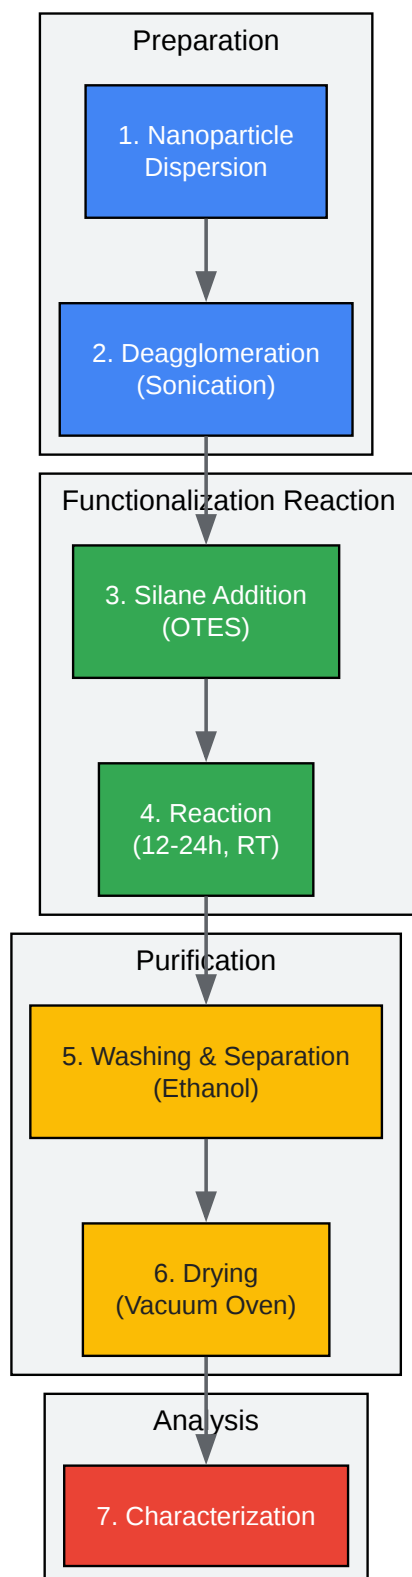 Preparation
1. Nanoparticle
Dispersion
2. Deagglomeration
(Sonication)
Functionalization Reaction
3. Silane Addition
(OTES)
4. Reaction
(12-24h, RT)
Purification
5. Washing & Separation
(Ethanol)
6. Drying
(Vacuum Oven)
Analysis
7. Characterization